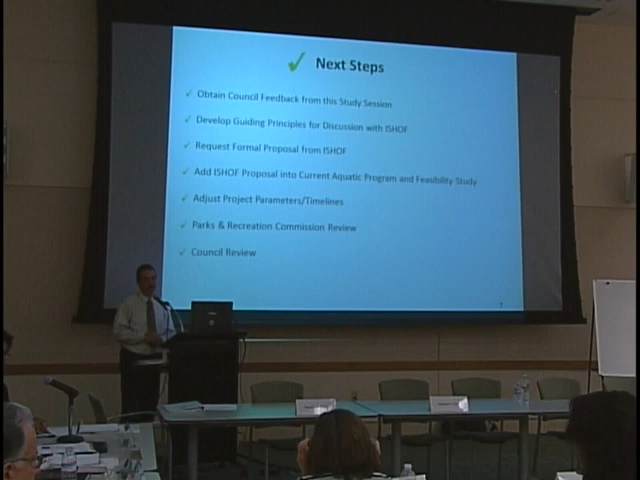 ✓ Next Steps
✓ Obtain Council Feedback from this Study Session
✓ Develop Guiding Principles for Discussion with ISHOF
✓ Request Formal Proposal from ISHOF
✓ Add ISHOF Proposal into Current Aquatic Program and Feasibility Study
✓ Adjust Project Parameters/Timelines
✓ Parks & Recreation Commission Review
✓ Council Review